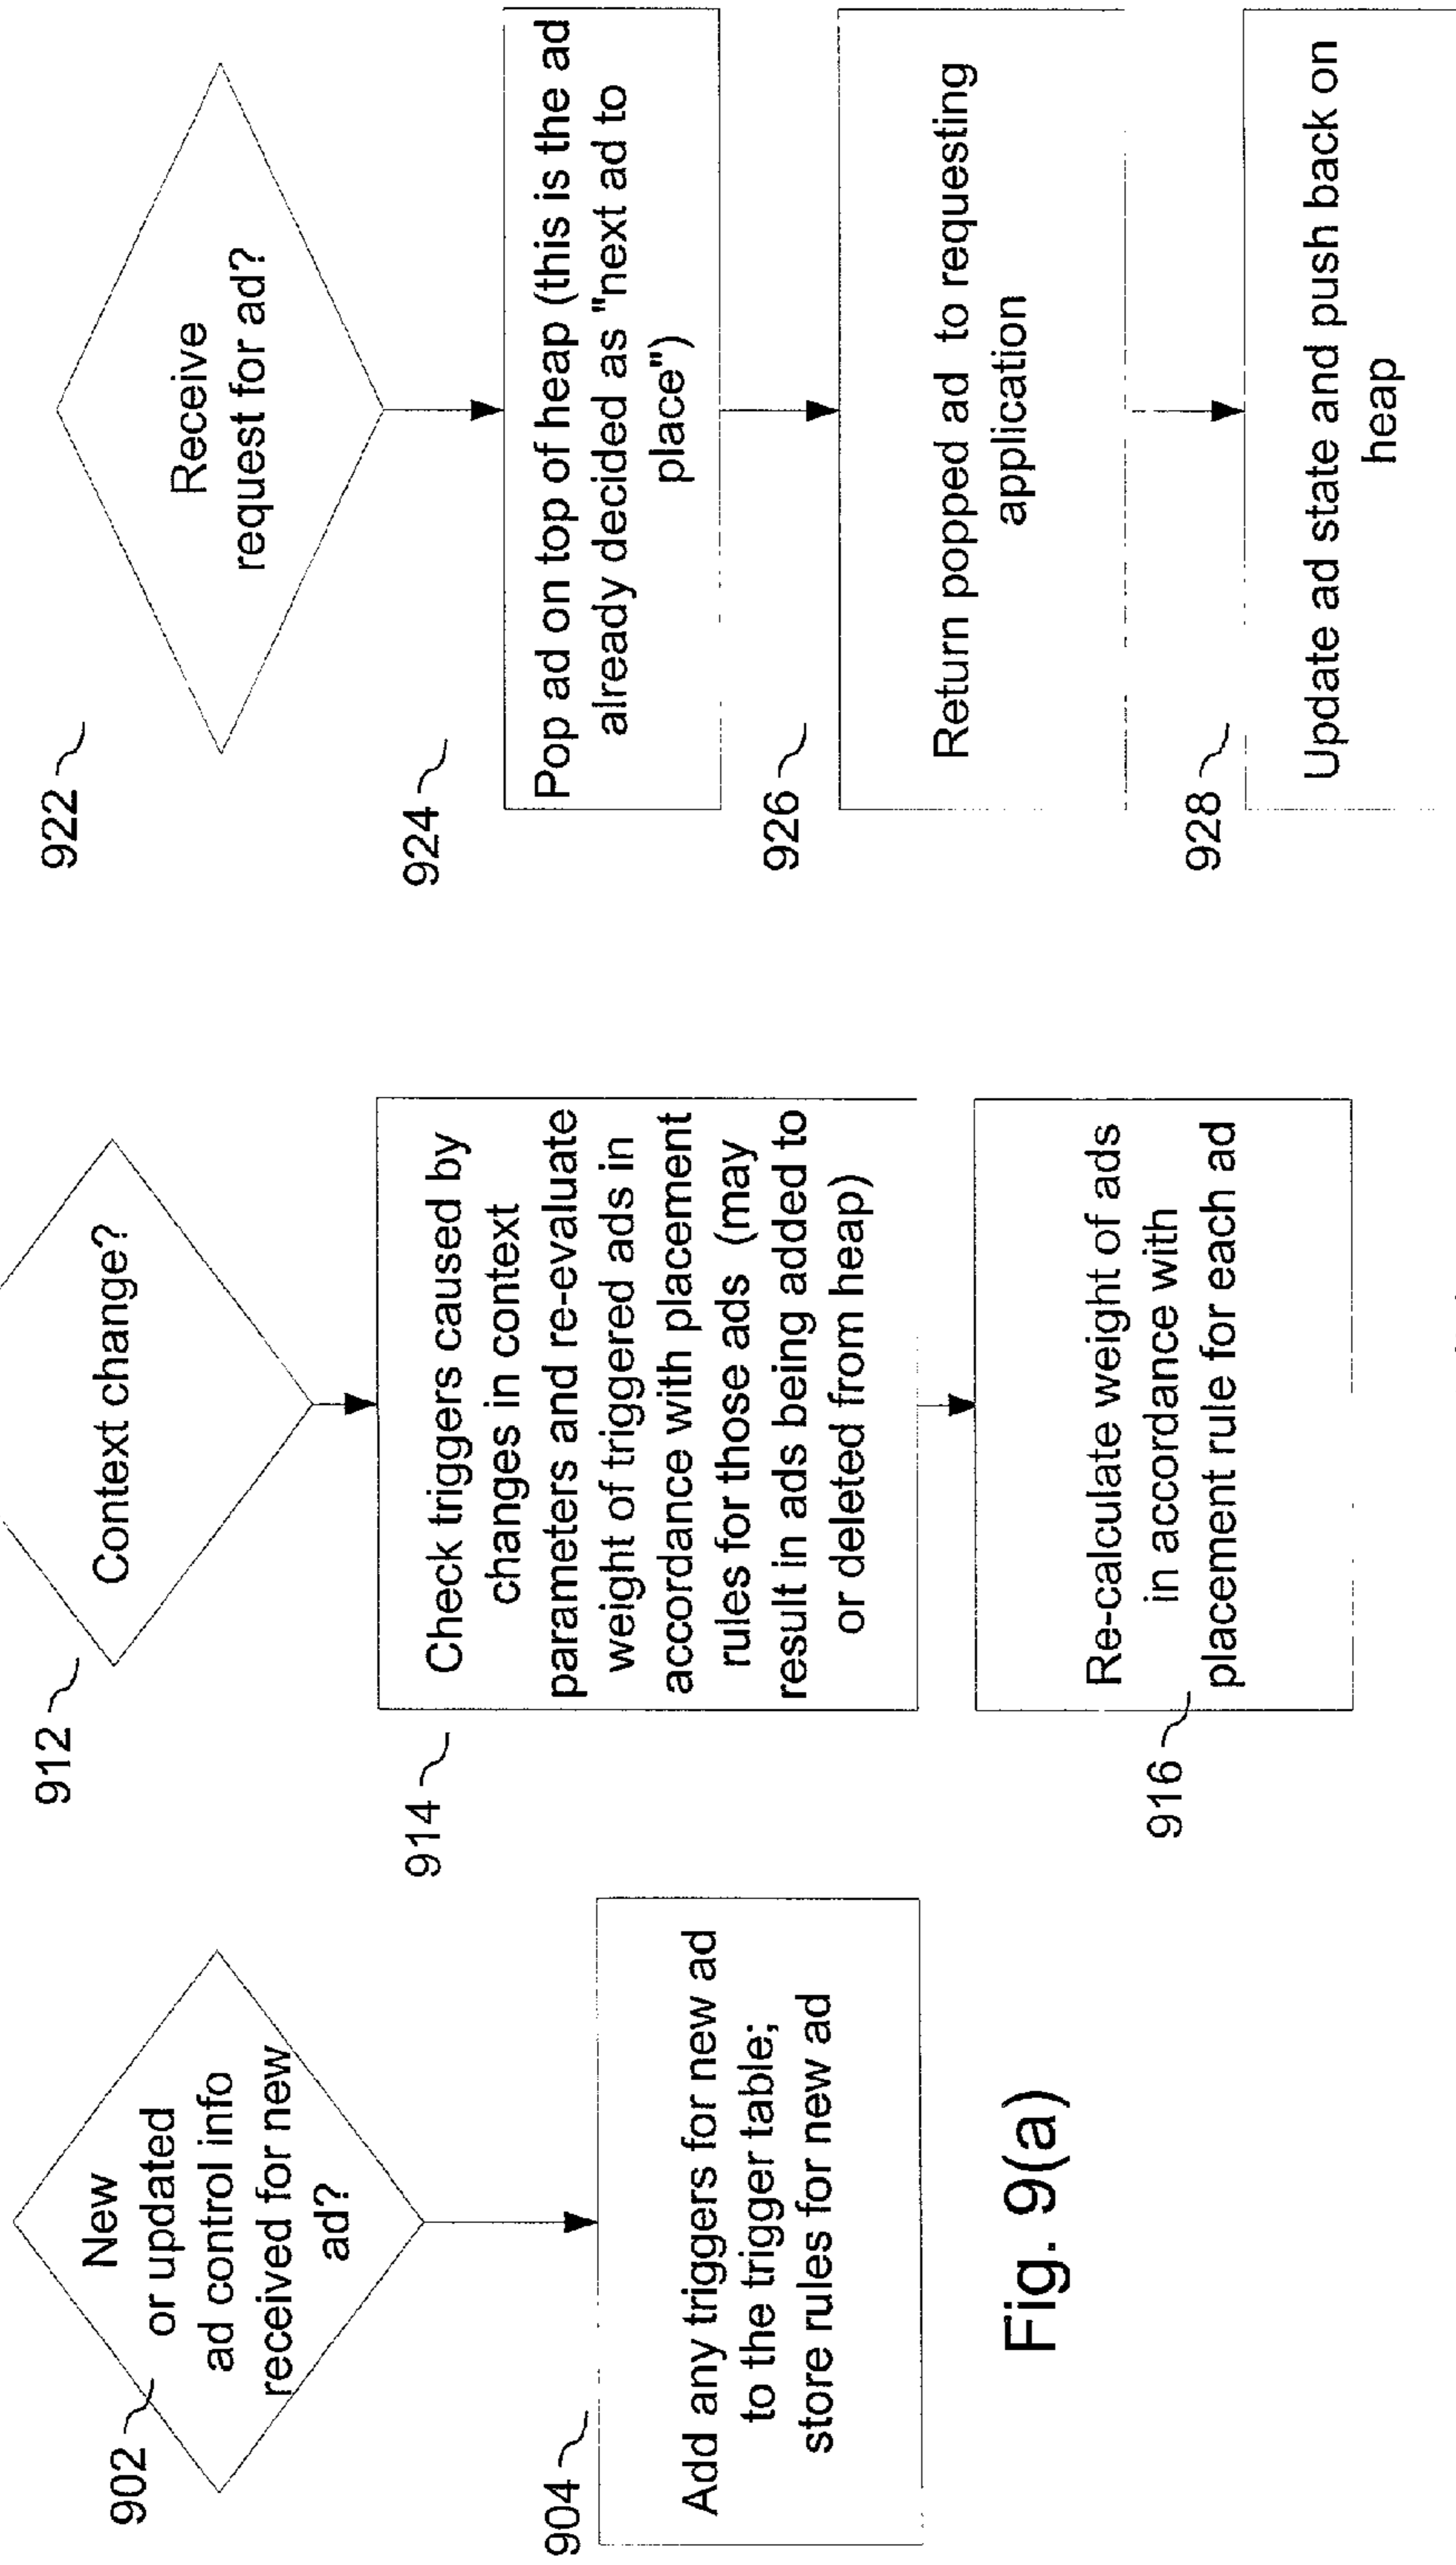 902
New
or updated
ad control info
received for new
ad?
904
Add any triggers for new ad
to the trigger table;
store rules for new ad
Fig. 9(a)
912
Context change?
914
Check triggers caused by
changes in context
parameters and re-evaluate
weight of triggered ads in
accordance with placement
rules for those ads (may
result in ads being added to
or deleted from heap)
916
Re-calculate weight of ads
in accordance with
placement rule for each ad
922
Receive
request for ad?
924
Pop ad on top of heap (this is the ad
already decided as "next ad to
place")
926
Return popped ad to requesting
application
928
Update ad state and push back on
heap